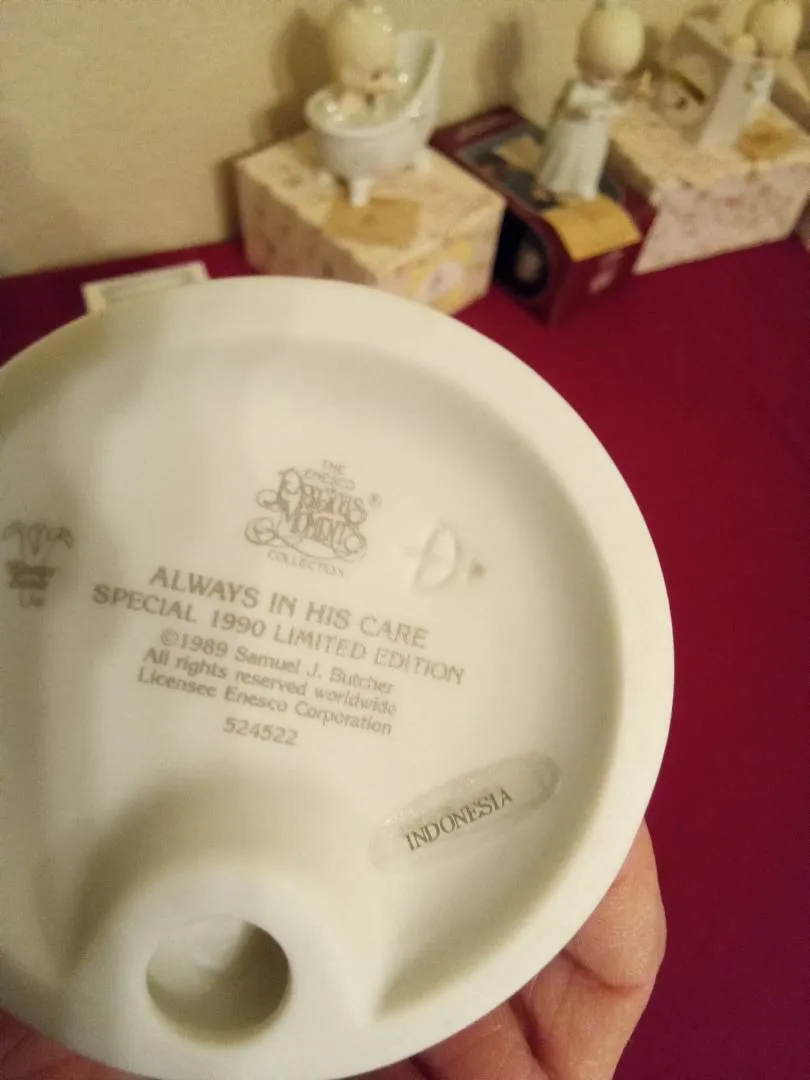 THE
ENESCO
PRECIOUS
MOMENTS®
COLLECTION
ALWAYS IN HIS CARE
SPECIAL 1990 LIMITED EDITION
©1989 Samuel J. Butcher
All rights reserved worldwide
Licensee Enesco Corporation
524522
INDONESIA